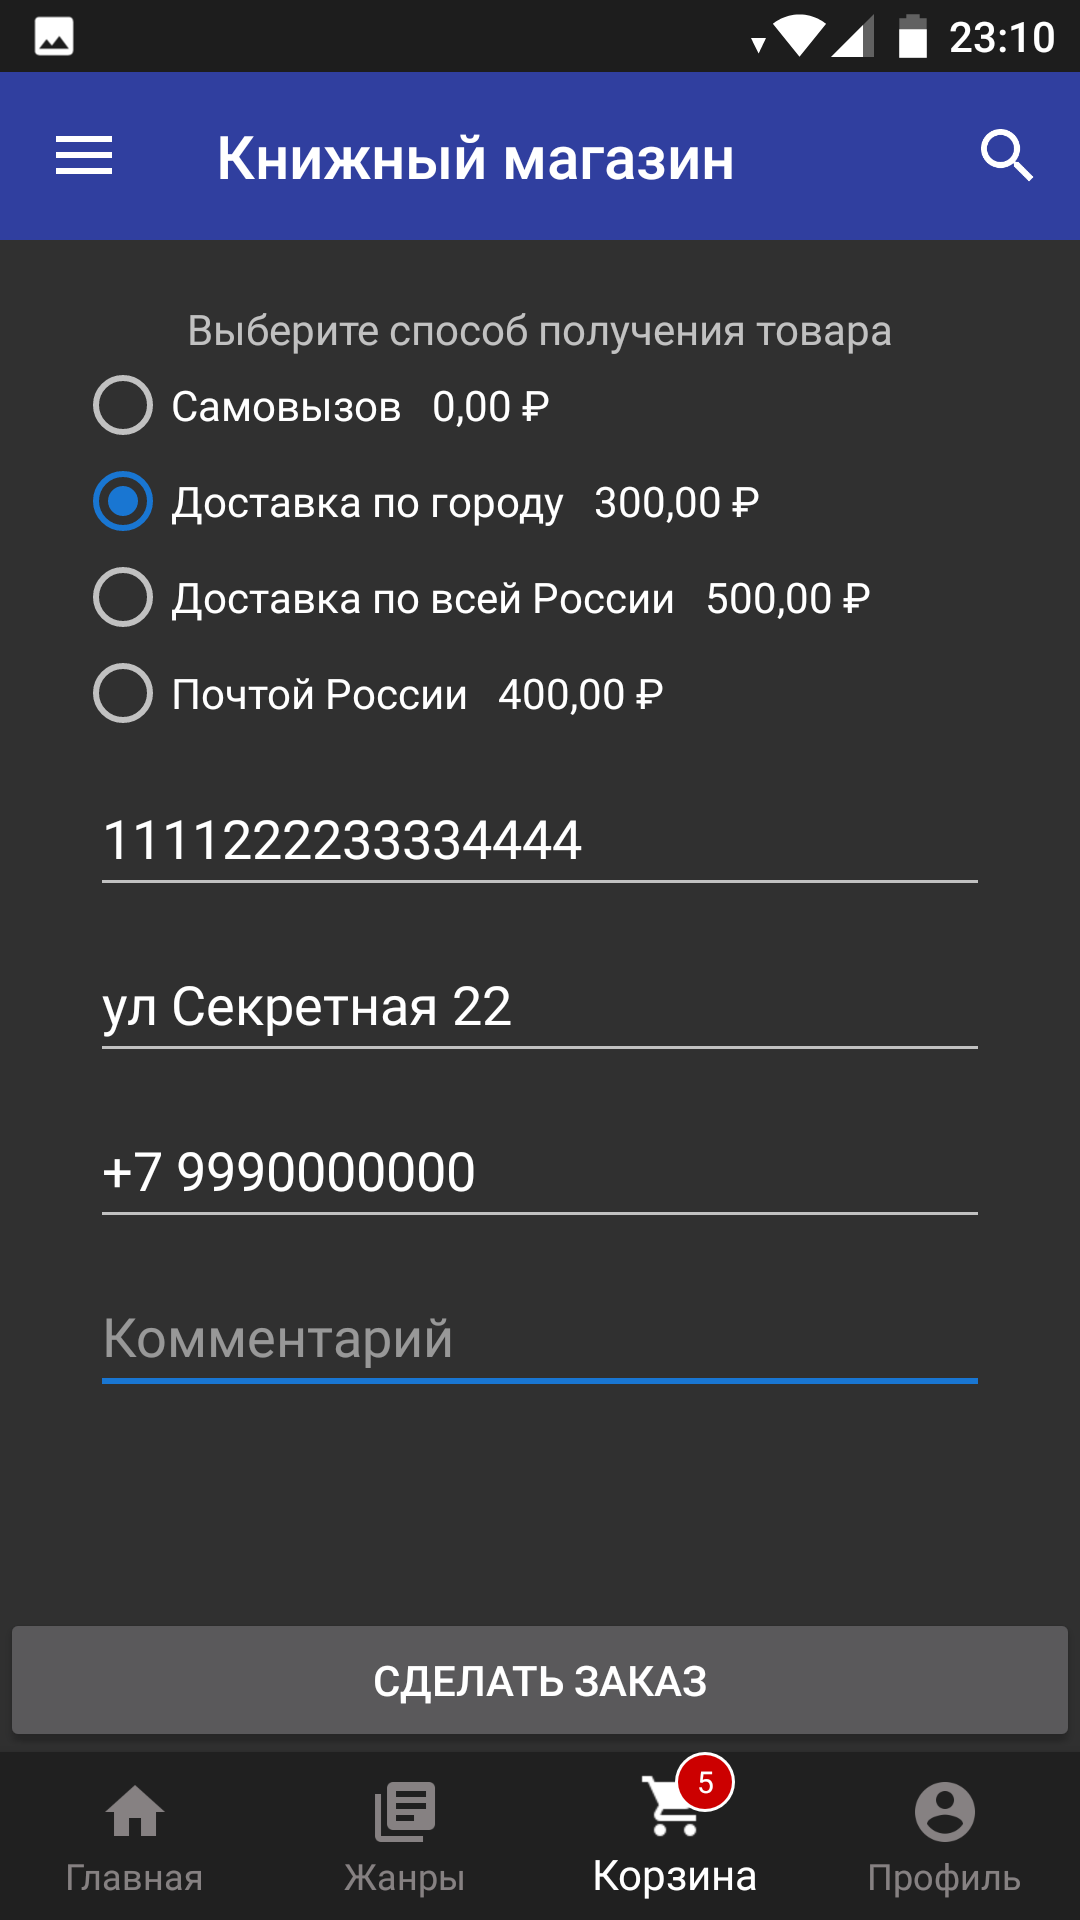 23:10
Книжный магазин
Выберите способ получения товара
Самовызов 0,00 ₽
Доставка по городу 300,00 ₽
Доставка по всей России 500,00 ₽
Почтой России 400,00 ₽
1111222233334444
ул Секретная 22
+7 9990000000
Комментарий
СДЕЛАТЬ ЗАКАЗ
5
Главная Жанры Корзина Профиль